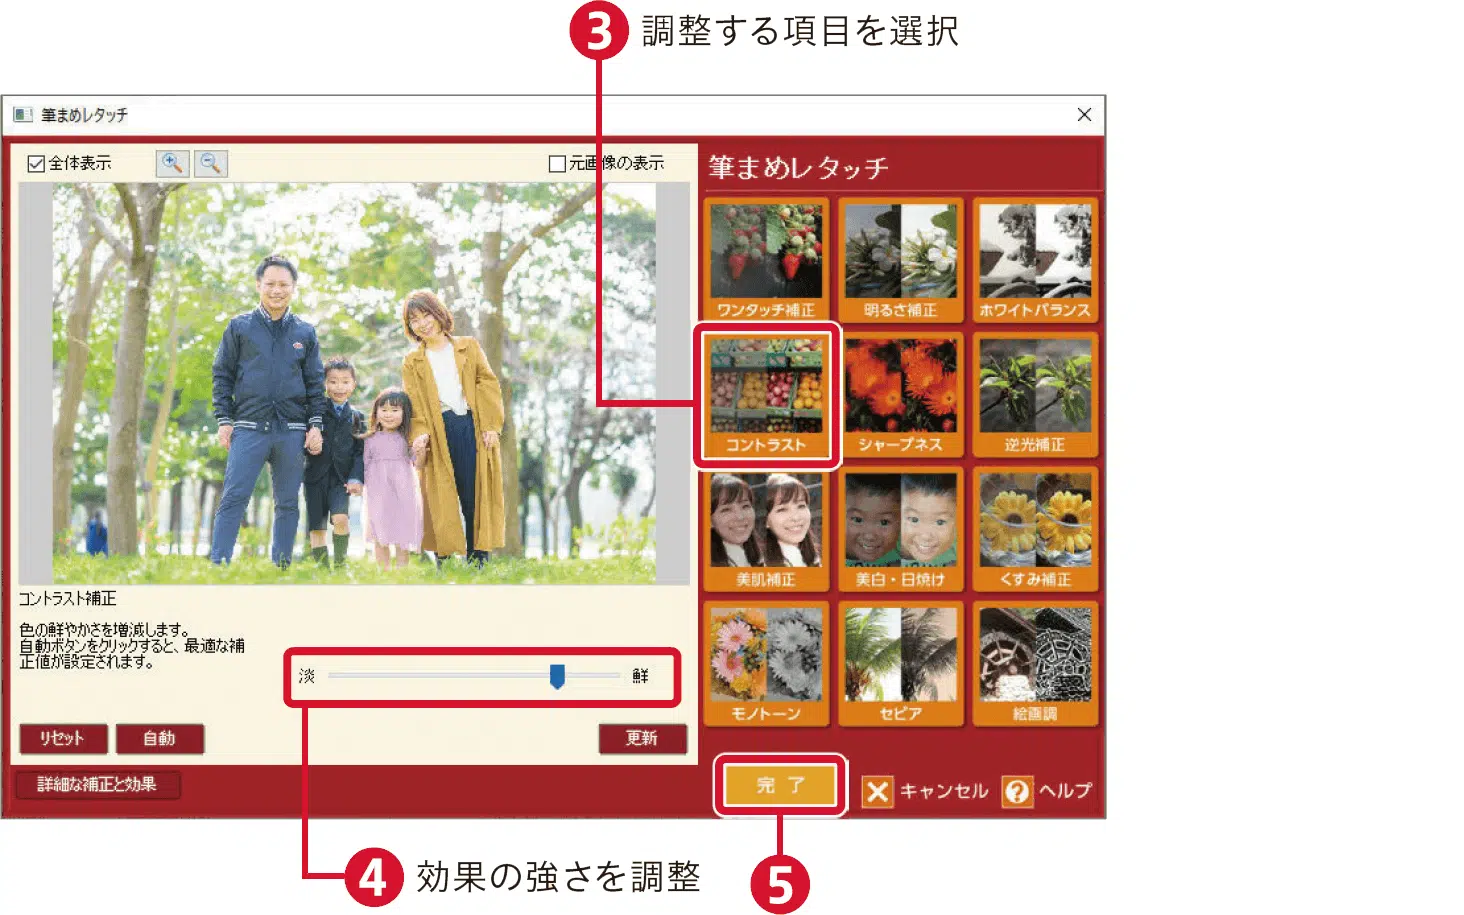 3 調整する項目を選択
筆まめレタッチ
全体表示
元画像の表示
筆まめレタッチ
ワンタッチ補正
明るさ補正
ホワイトバランス
コントラスト
シャープネス
逆光補正
美肌補正
美白・日焼け
くすみ補正
モノトーン
セピア
絵画調
コントラスト補正
色の鮮やかさを増減します。
自動ボタンをクリックすると、最適な補
正値が設定されます。
淡
鮮
リセット
自動
更新
詳細な補正と効果
完了
キャンセル
ヘルプ
4 効果の強さを調整
5